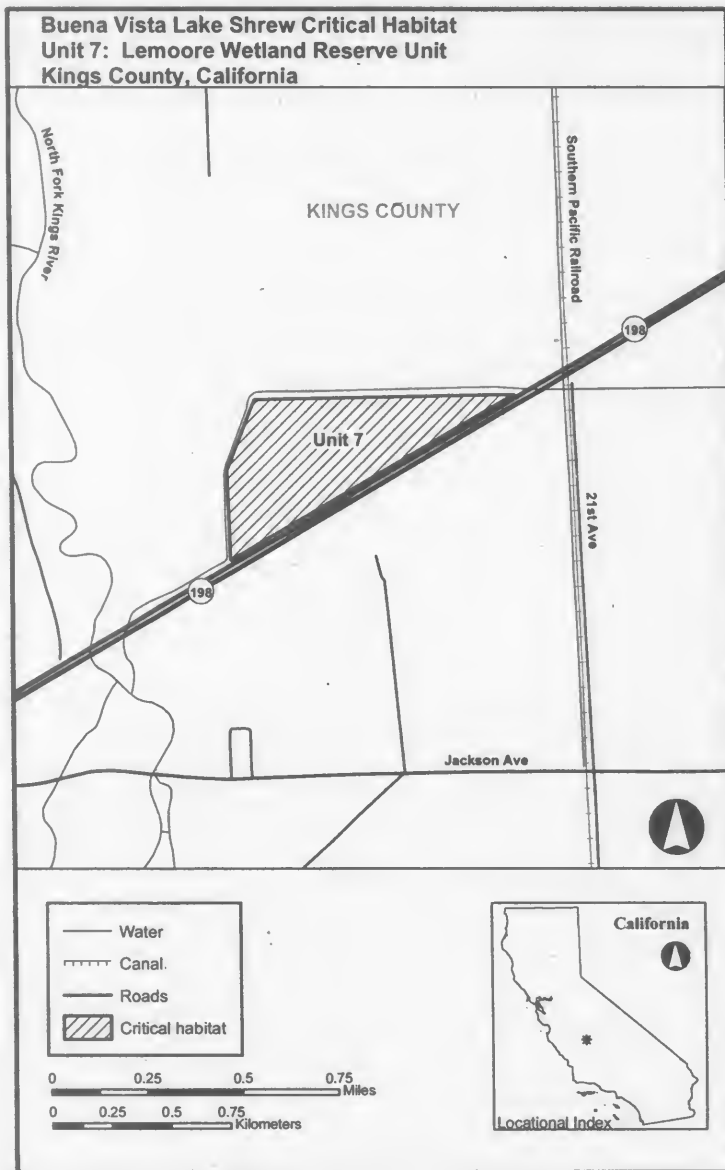 Buena Vista Lake Shrew Critical Habitat
Unit 7: Lemoore Wetland Reserve Unit
Kings County, California
North Fork Kings River
KINGS COUNTY
Southern Pacific Railroad
198
Unit 7
21st Ave
198
Jackson Ave
Water
Canal
Roads
Critical habitat
0 0.25 0.5 0.75
Miles
0 0.25 0.5 0.75
Kilometers
California
Locational Index